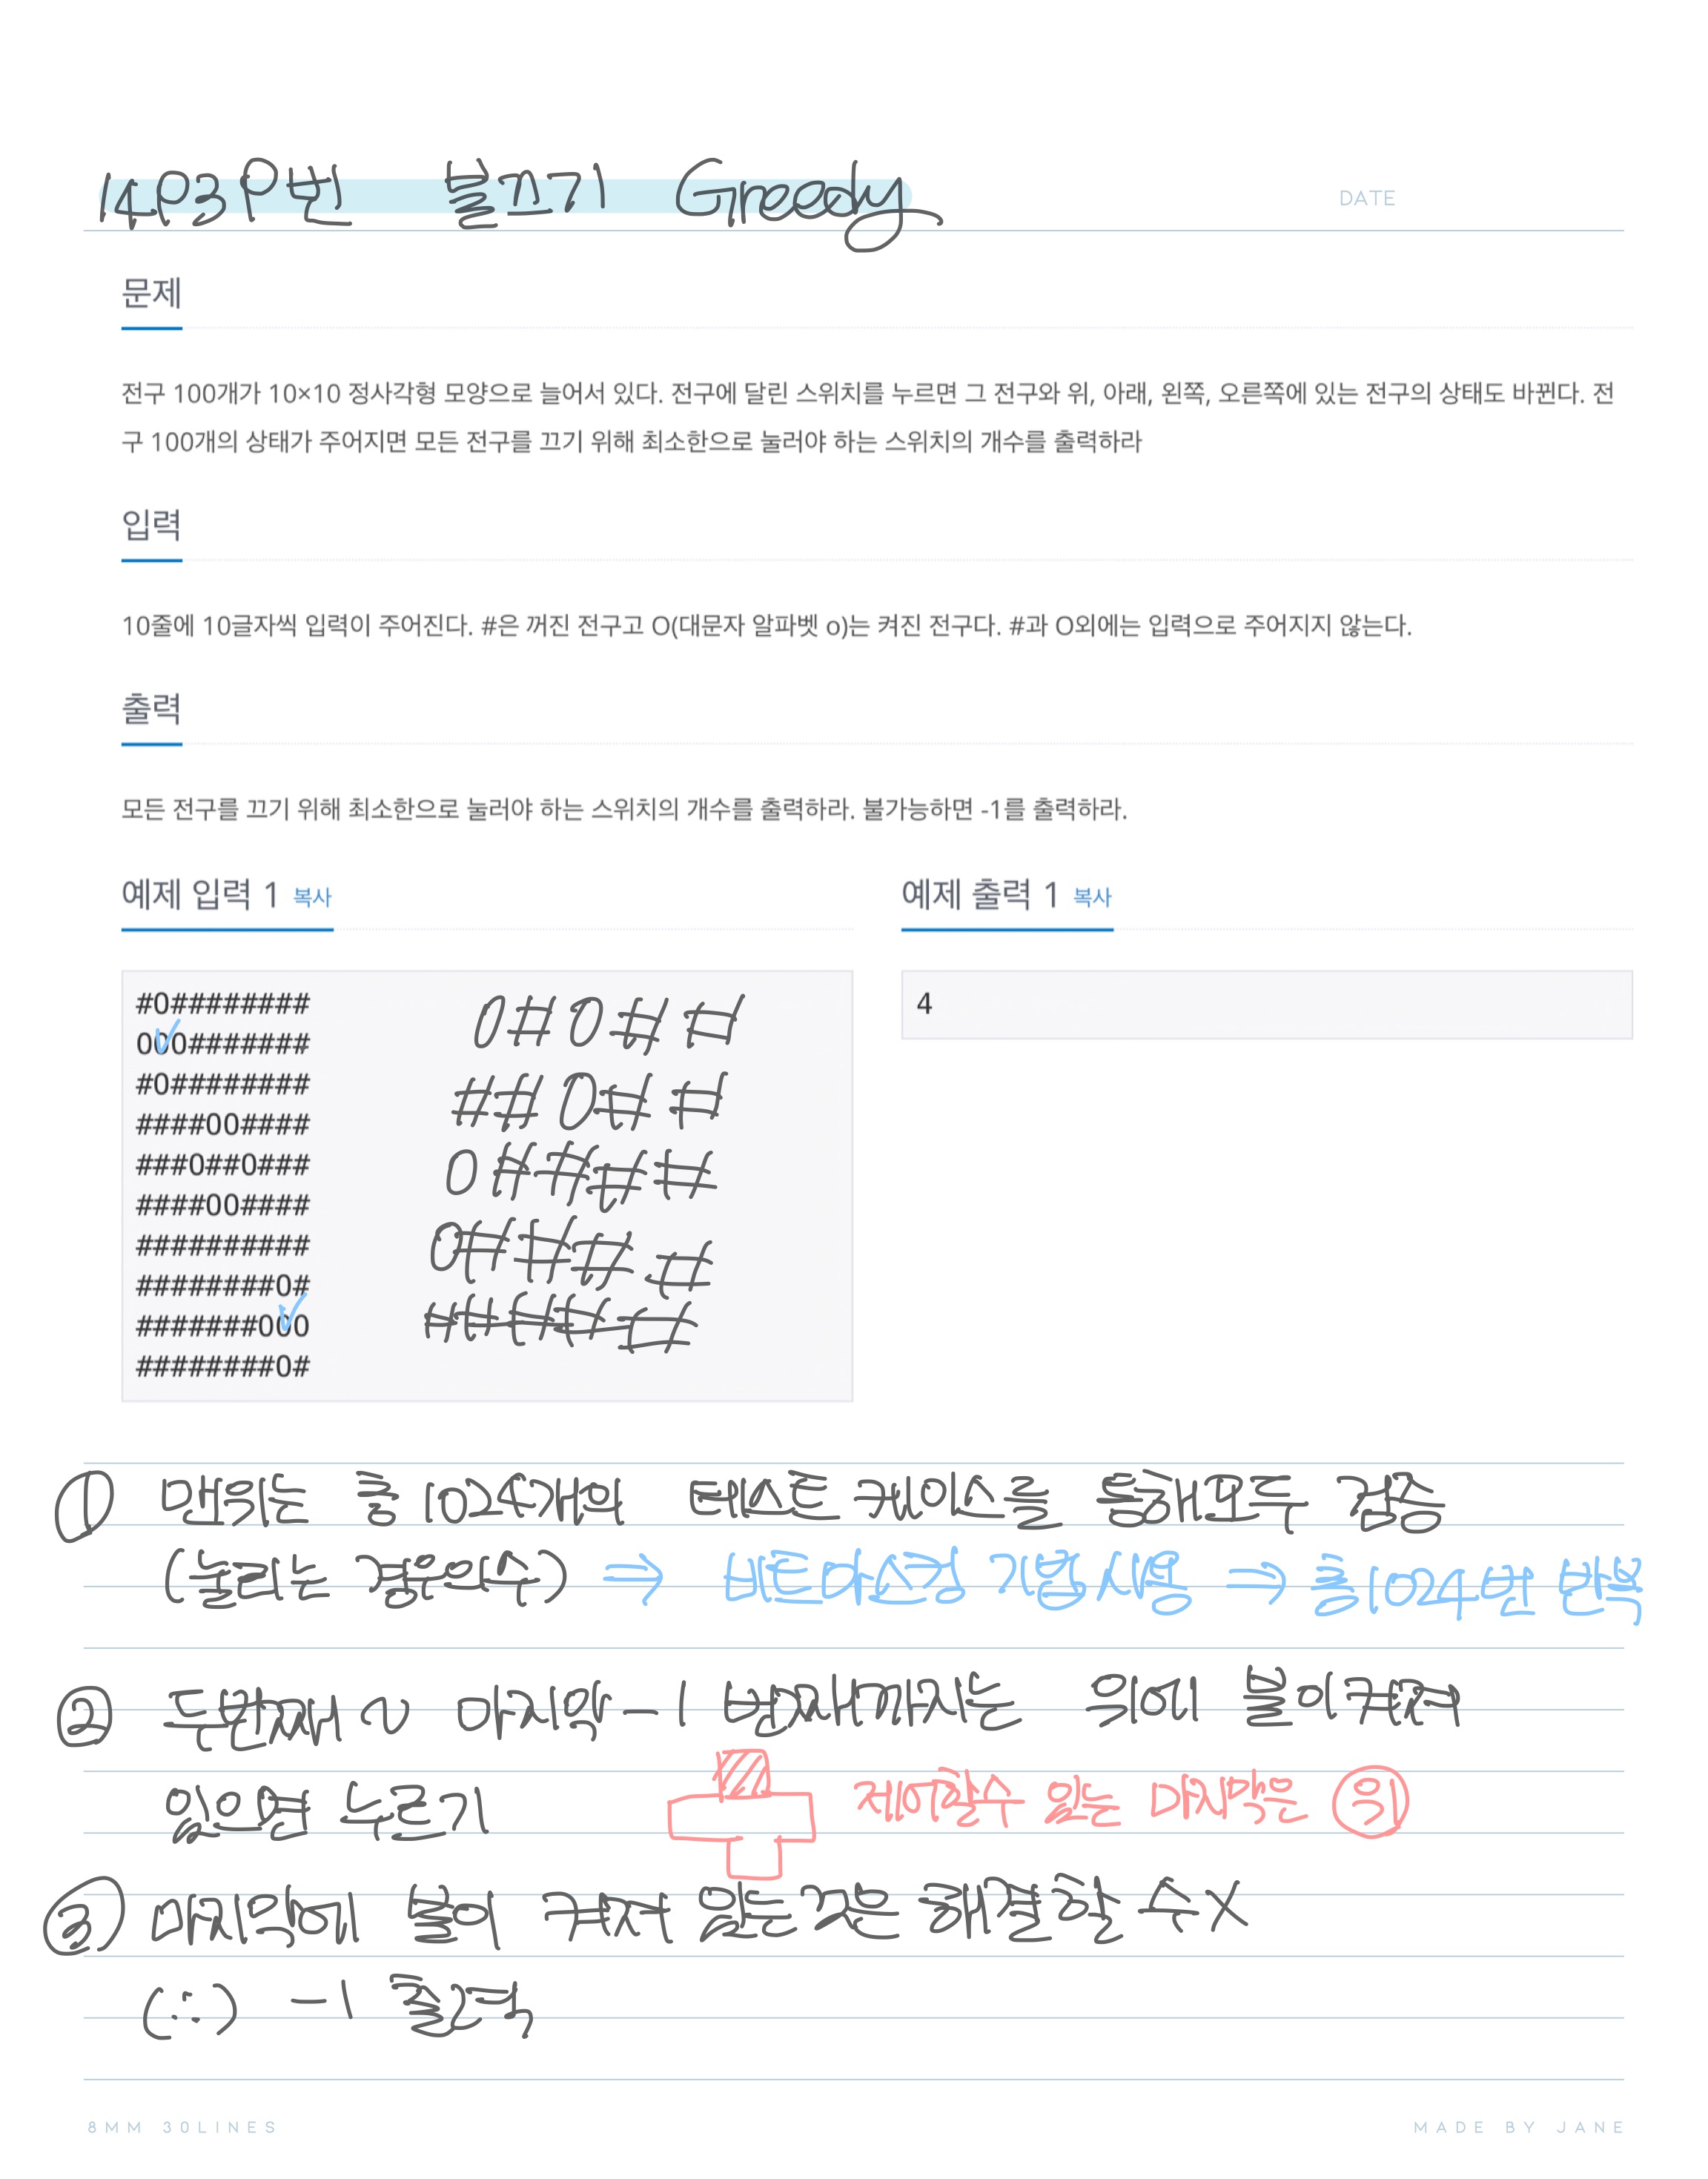 14939번 불끄기 Greedy
DATE
문제
전구 100개가 10×10 정사각형 모양으로 늘어서 있다. 전구에 달린 스위치를 누르면 그 전구와 위, 아래, 왼쪽, 오른쪽에 있는 전구의 상태도 바뀐다. 전
구 100개의 상태가 주어지면 모든 전구를 끄기 위해 최소한으로 눌러야 하는 스위치의 개수를 출력하라
입력
10줄에 10글자씩 입력이 주어진다. #은 꺼진 전구고 O(대문자 알파벳 o)는 켜진 전구다. #과 O외에는 입력으로 주어지지 않는다.
출력
모든 전구를 끄기 위해 최소한으로 눌러야 하는 스위치의 개수를 출력하라. 불가능하면 -1를 출력하라.
예제 입력 1 복사
#O########
OOO#######
#O########
####OO####
###O##O###
####OO####
##########
########O#
#######OOO
########O#
O#O##
##O##
O####
O####
#####
예제 출력 1 복사
4
① 맨위는 총 1024개의 테스트 케이스를 통해 모두 검증
(눌리는 경우의수) ⇒ 비트마스킹 기법 사용 ⇒ 총 1024번 반복
② 두번째 ~ 마지막-1 번째까지는 위에 불이 켜져
있으면 누르기 제어할수 있는 마지막은 위
③ 마지막에 불이 켜져 있는것은 해결할 수 X
(∴) -1 출력
8MM 30LINES
MADE BY JANE